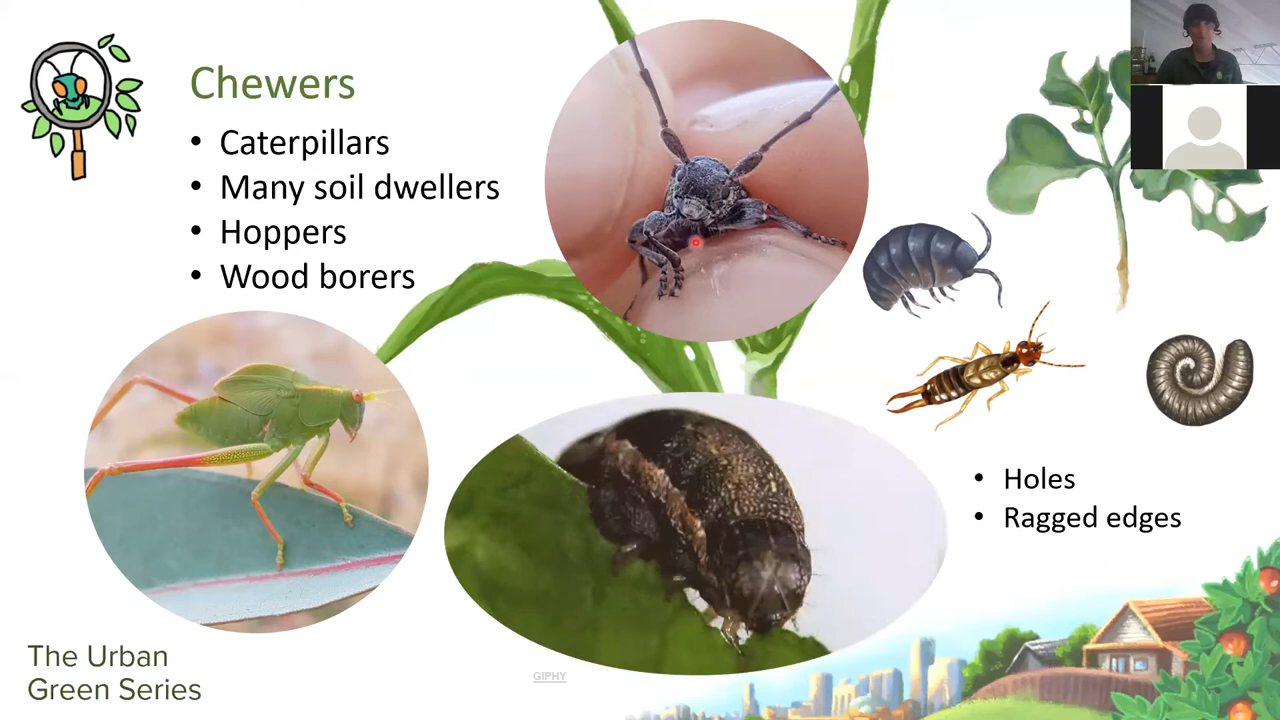 Chewers
• Caterpillars
• Many soil dwellers
• Hoppers
• Wood borers
• Holes
• Ragged edges
The Urban
Green Series
GIPHY